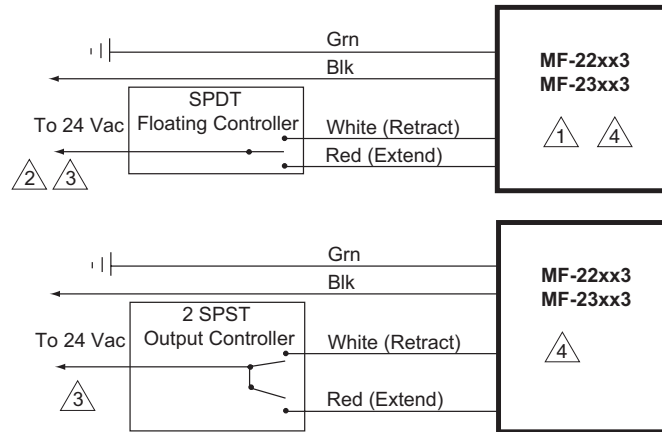 Grn
Blk
SPDT
Floating Controller
To 24 Vac
White (Retract)
Red (Extend)
MF-22xx3
MF-23xx3
1 4
2 3
Grn
Blk
2 SPST
Output Controller
To 24 Vac
White (Retract)
Red (Extend)
MF-22xx3
MF-23xx3
4
3